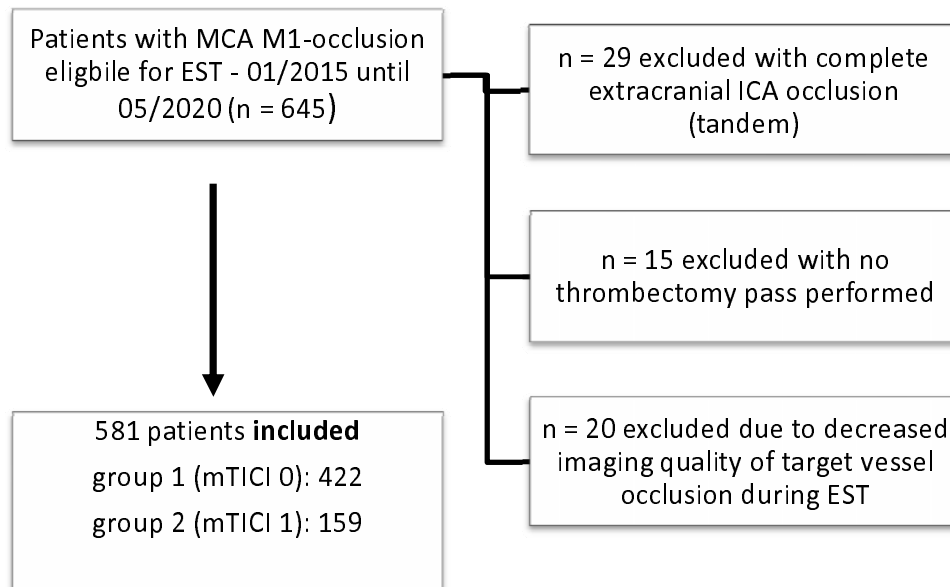 Patients with MCA M1-occlusion
eligbile for EST - 01/2015 until
05/2020 (n = 645)
n = 29 excluded with complete
extracranial ICA occlusion
(tandem)
n = 15 excluded with no
thrombectomy pass performed
n = 20 excluded due to decreased
imaging quality of target vessel
occlusion during EST
581 patients included
group 1 (mTICI 0): 422
group 2 (mTICI 1): 159